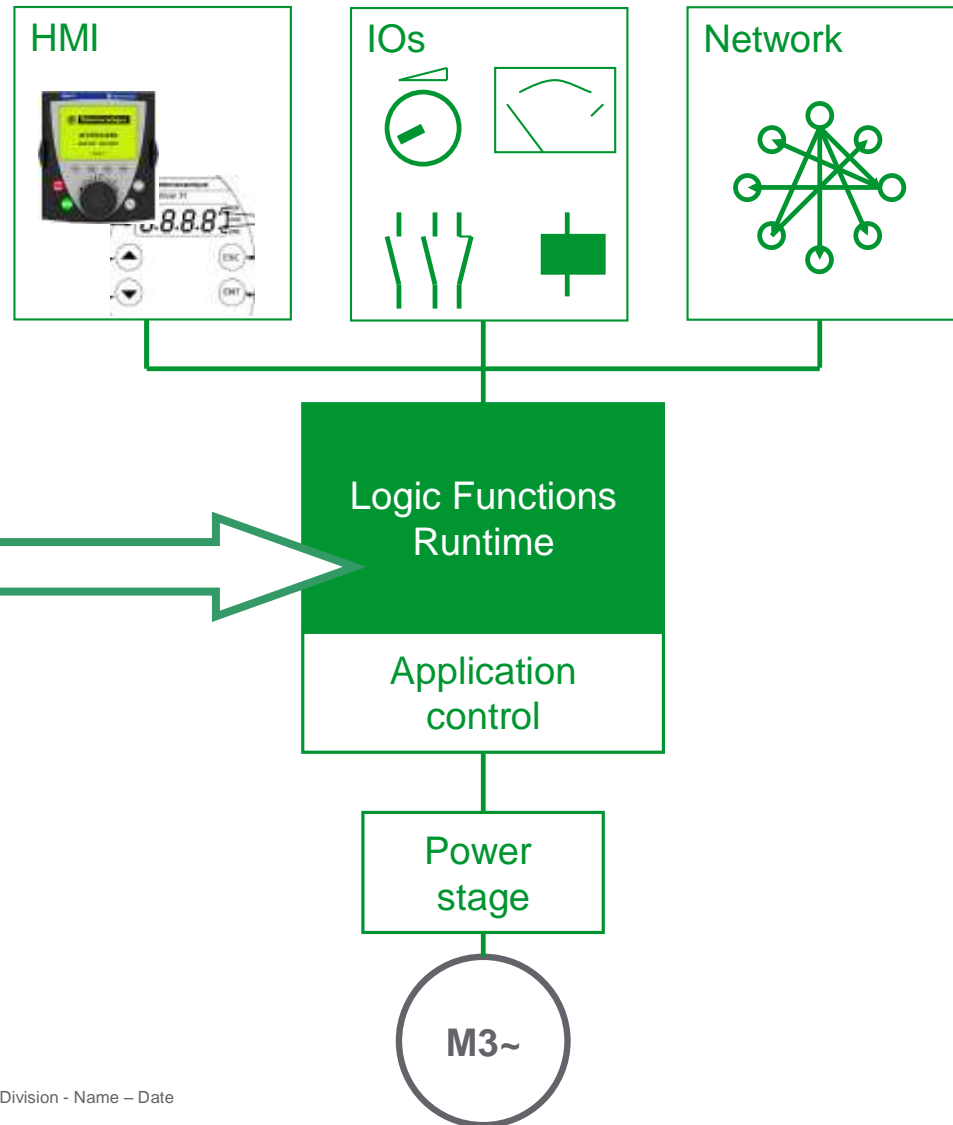 HMI
IOs
Network
Telemecanique
8.8.8
ESC
ENT
Logic Functions
Runtime
Application
control
Power
stage
M3~
Division - Name – Date